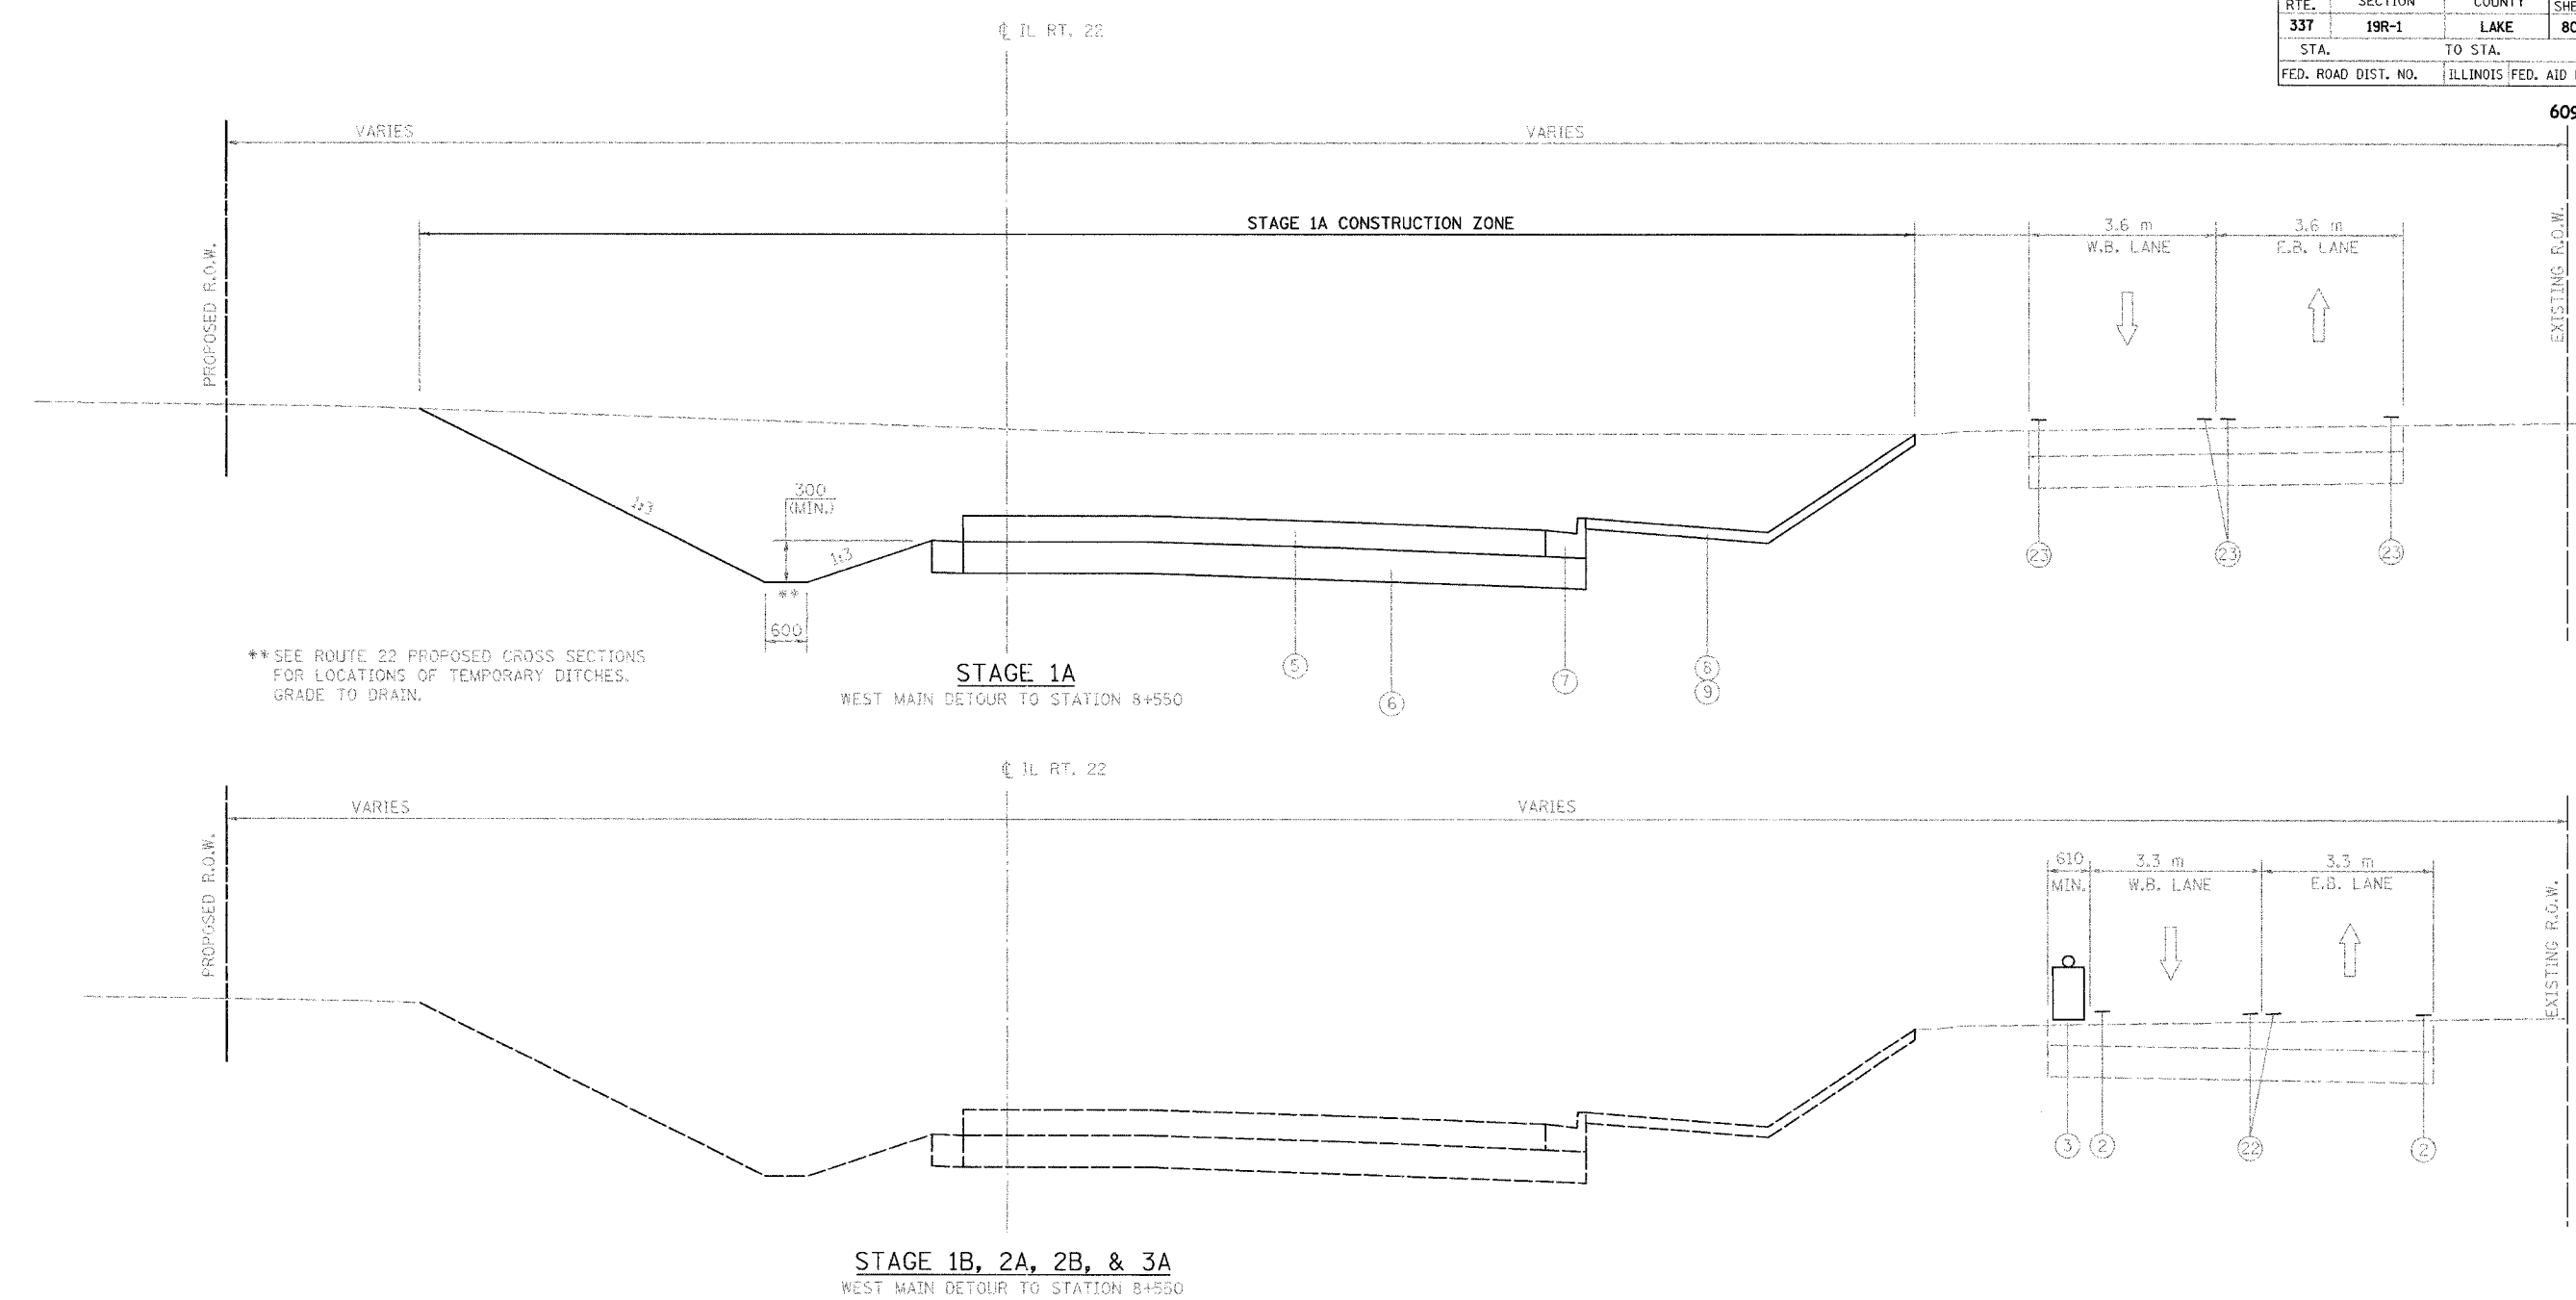 RTE. SECTION COUNTY
337 19R-1 LAKE 80
STA. TO STA.
FED. ROAD DIST. NO. ILLINOIS FED. AID
609
℄ IL RT. 22
VARIES VARIES
STAGE 1A CONSTRUCTION ZONE
3.6 m 3.6 m
W.B. LANE E.B. LANE
PROPOSED R.O.W.
EXISTING R.O.W.
1:3
300
(MIN.)
1:3
**
600
23 23 23
** SEE ROUTE 22 PROPOSED CROSS SECTIONS
FOR LOCATIONS OF TEMPORARY DITCHES.
GRADE TO DRAIN.
5
6
7
8
9
STAGE 1A
WEST MAIN DETOUR TO STATION 8+550
℄ IL RT. 22
VARIES VARIES
610 3.3 m 3.3 m
MIN. W.B. LANE E.B. LANE
PROPOSED R.O.W.
EXISTING R.O.W.
3 2 22 2
STAGE 1B, 2A, 2B, & 3A
WEST MAIN DETOUR TO STATION 8+550